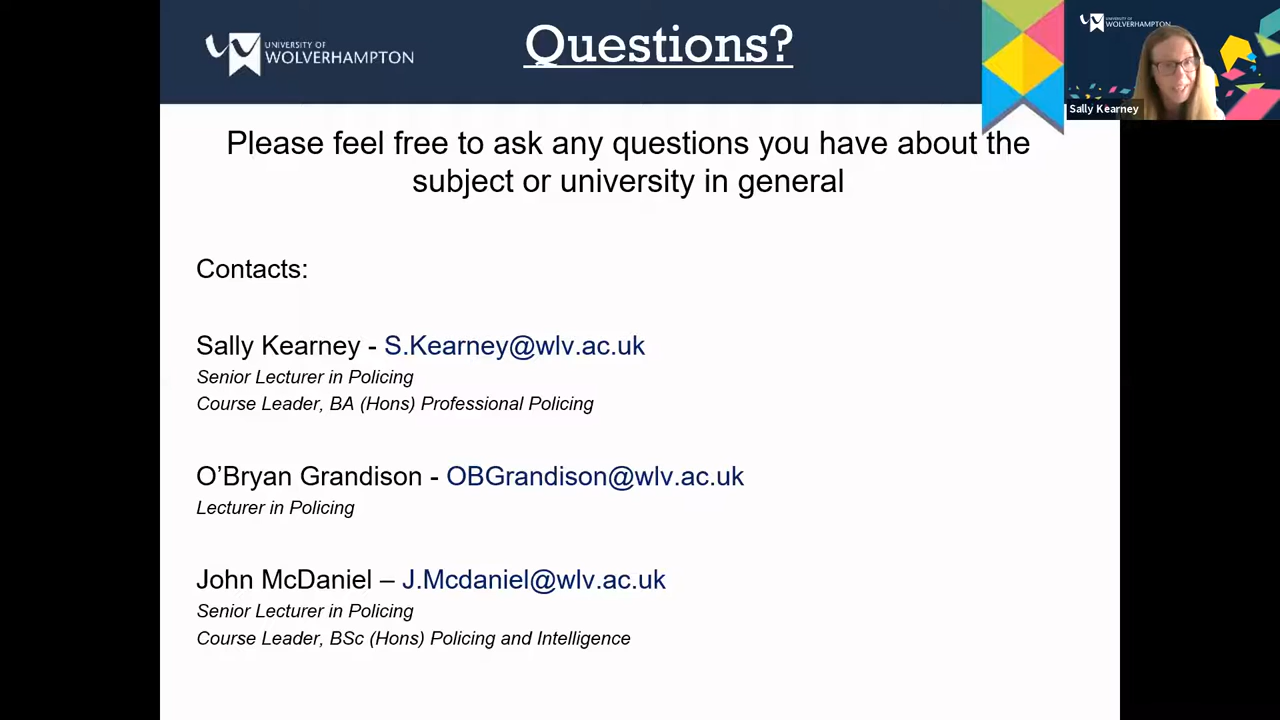 UNIVERSITY OF
WOLVERHAMPTON
Questions?
UNIVERSITY OF
WOLVERHAMPTON
Sally Kearney
Please feel free to ask any questions you have about the
subject or university in general
Contacts:
Sally Kearney - S.Kearney@wlv.ac.uk
Senior Lecturer in Policing
Course Leader, BA (Hons) Professional Policing
O’Bryan Grandison - OBGrandison@wlv.ac.uk
Lecturer in Policing
John McDaniel – J.Mcdaniel@wlv.ac.uk
Senior Lecturer in Policing
Course Leader, BSc (Hons) Policing and Intelligence